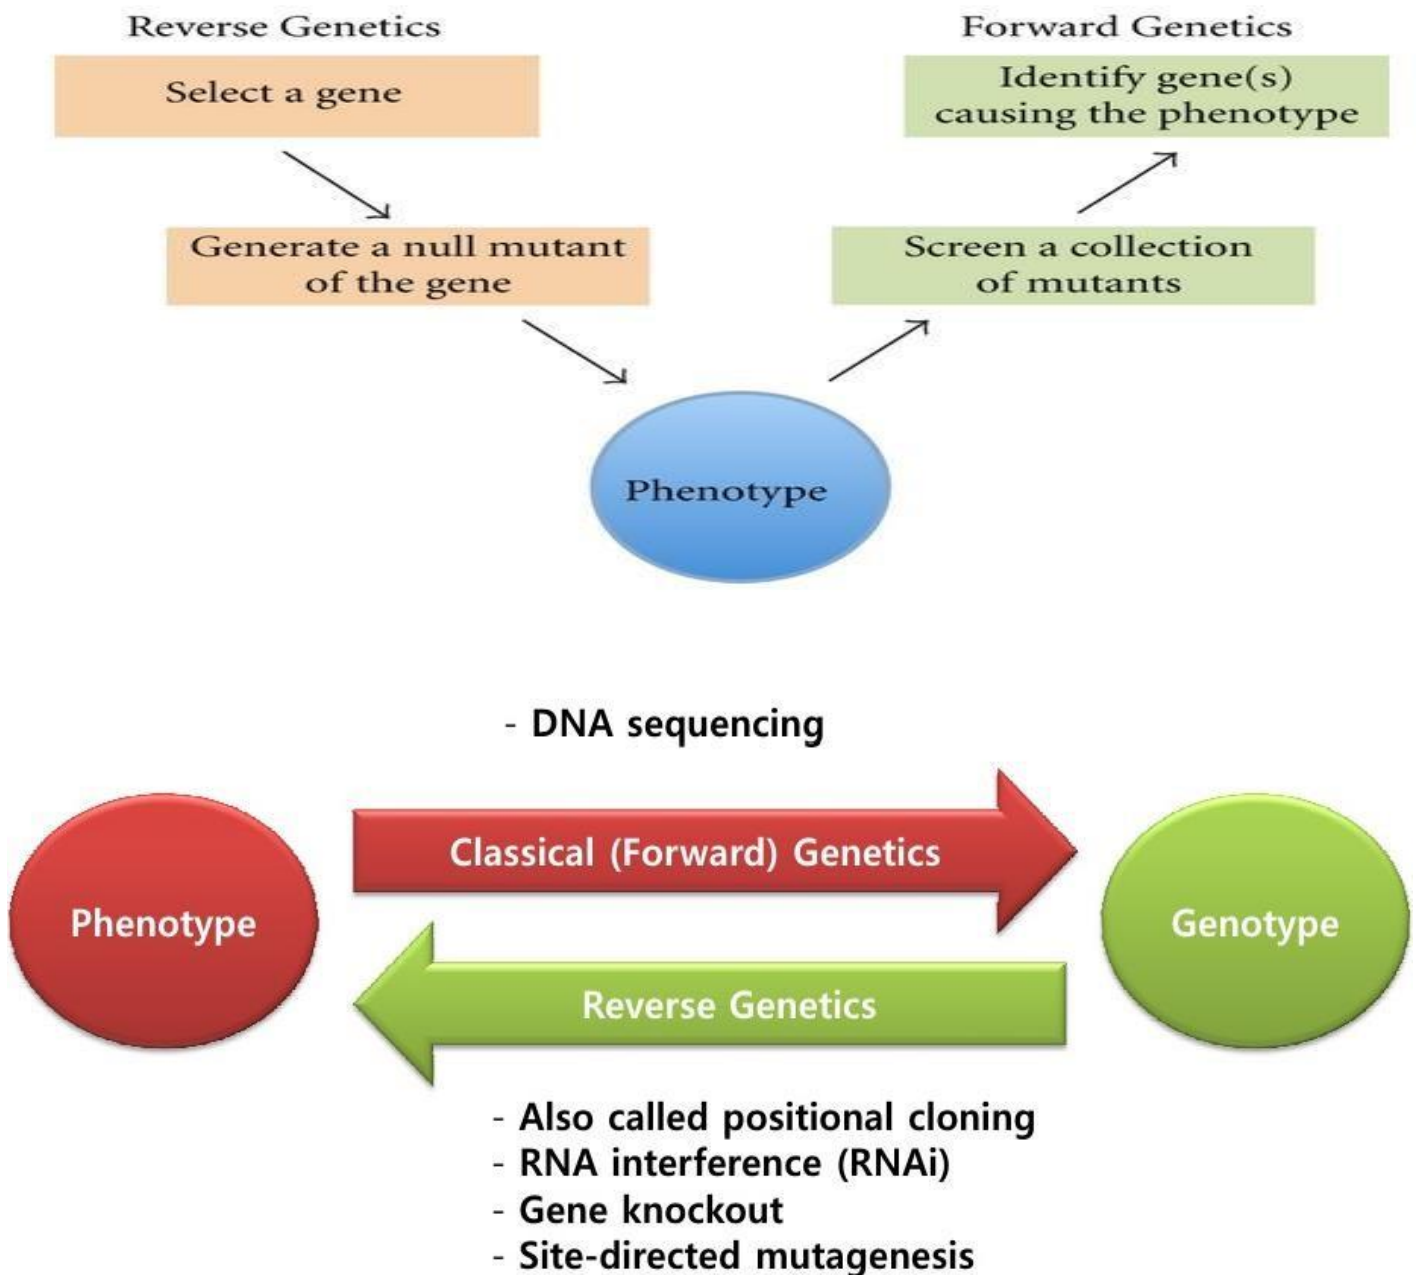 Reverse Genetics
Select a gene
Generate a null mutant
of the gene
Forward Genetics
Identify gene(s)
causing the phenotype
Screen a collection
of mutants
Phenotype
- DNA sequencing
Classical (Forward) Genetics
Phenotype
Genotype
Reverse Genetics
- Also called positional cloning
- RNA interference (RNAi)
- Gene knockout
- Site-directed mutagenesis